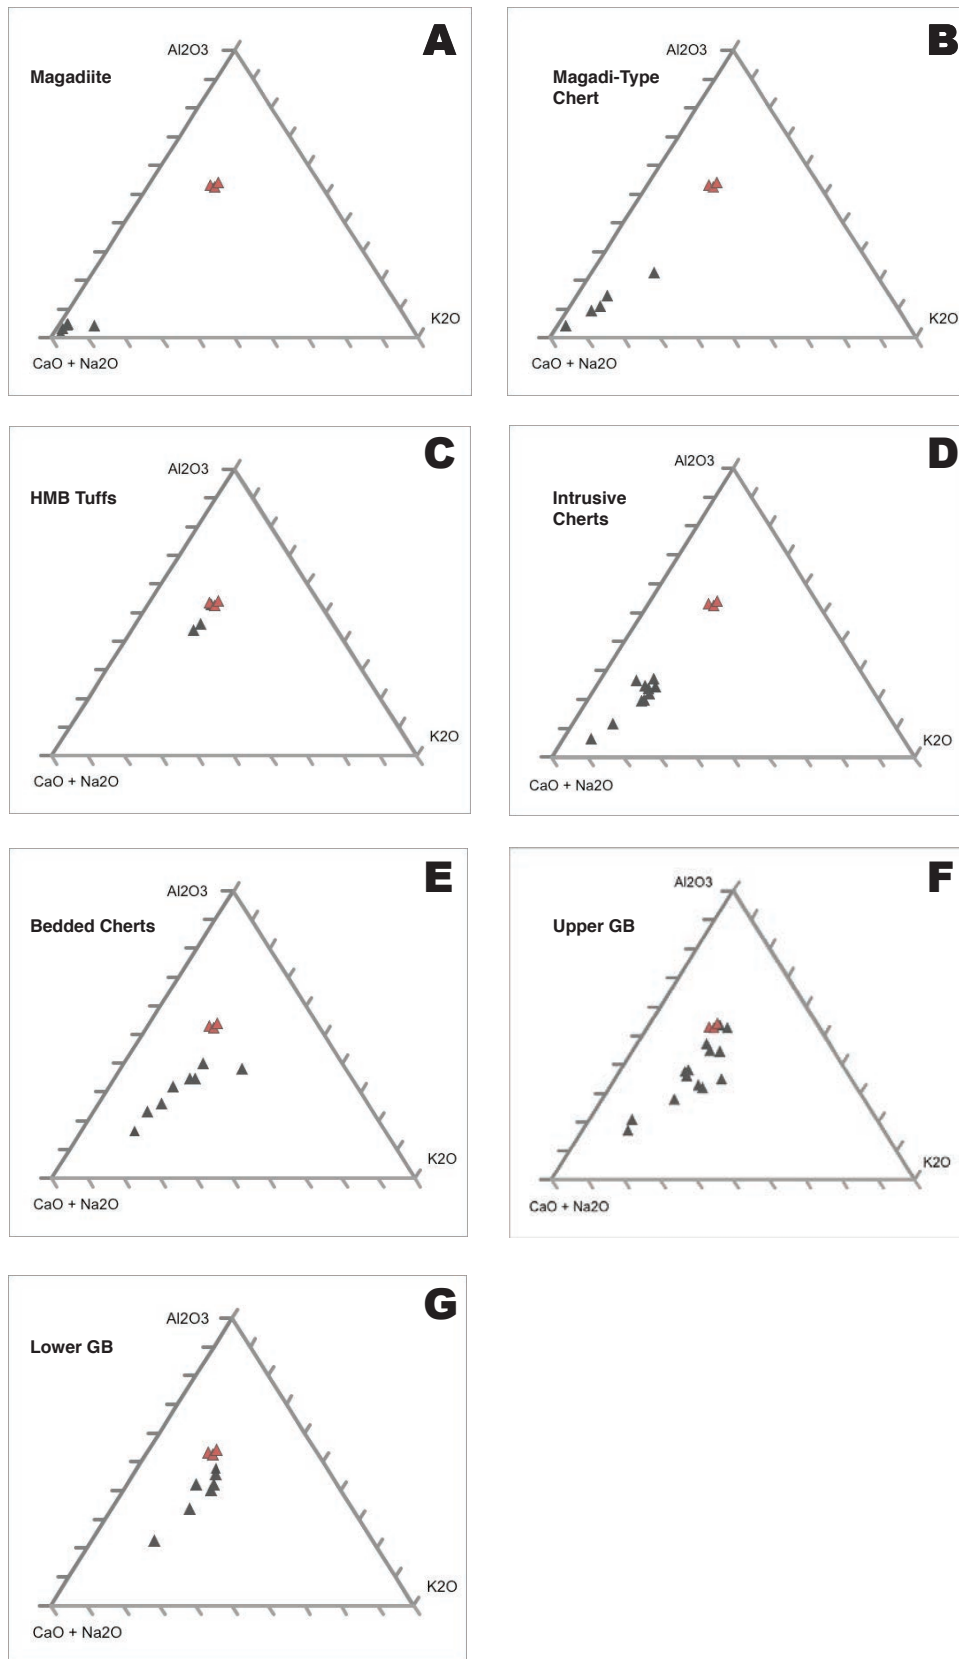 A
Al2O3
Magadiite
K2O
CaO + Na2O
B
Al2O3
Magadi-Type
Chert
K2O
CaO + Na2O
C
Al2O3
HMB Tuffs
K2O
CaO + Na2O
D
Al2O3
Intrusive
Cherts
K2O
CaO + Na2O
E
Al2O3
Bedded Cherts
K2O
CaO + Na2O
F
Al2O3
Upper GB
K2O
CaO + Na2O
G
Al2O3
Lower GB
K2O
CaO + Na2O